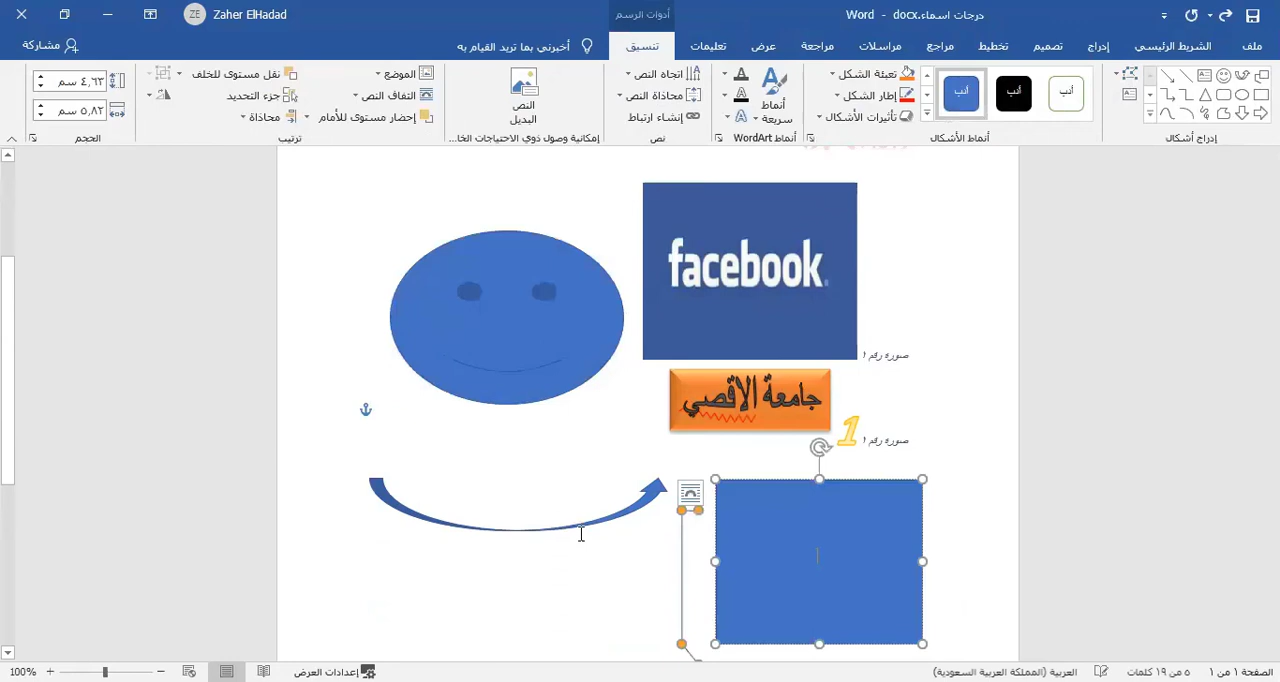 Zaher ElHadad
ZE
أدوات الرسم
درجات اسماء.docx - Word
ملف
الشريط الرئيسي
إدراج
تصميم
تخطيط
مراجع
مراسلات
مراجعة
عرض
تعليمات
تنسيق
أخبرني بما تريد القيام به
مشاركة
إدراج أشكال
أنب
أنب
أنب
تعبئة الشكل
إطار الشكل
تأثيرات الأشكال
أنماط الأشكال
أنماط سريعة
أنماط WordArt
اتجاه النص
محاذاة النص
إنشاء ارتباط
نص
النص البديل
إمكانية وصول ذوي الاحتياجات الخا...
الموضع
التفاف النص
إحضار مستوى للأمام
نقل مستوى للخلف
جزء التحديد
محاذاة
ترتيب
٤,٦٣ سم
٥,٨٢ سم
الحجم
facebook
صورة رقم ١
جامعة الاقصي
1
صورة رقم ١
الصفحة ١ من ١
٥ من ١٩ كلمات
العربية (المملكة العربية السعودية)
إعدادات العرض
100%